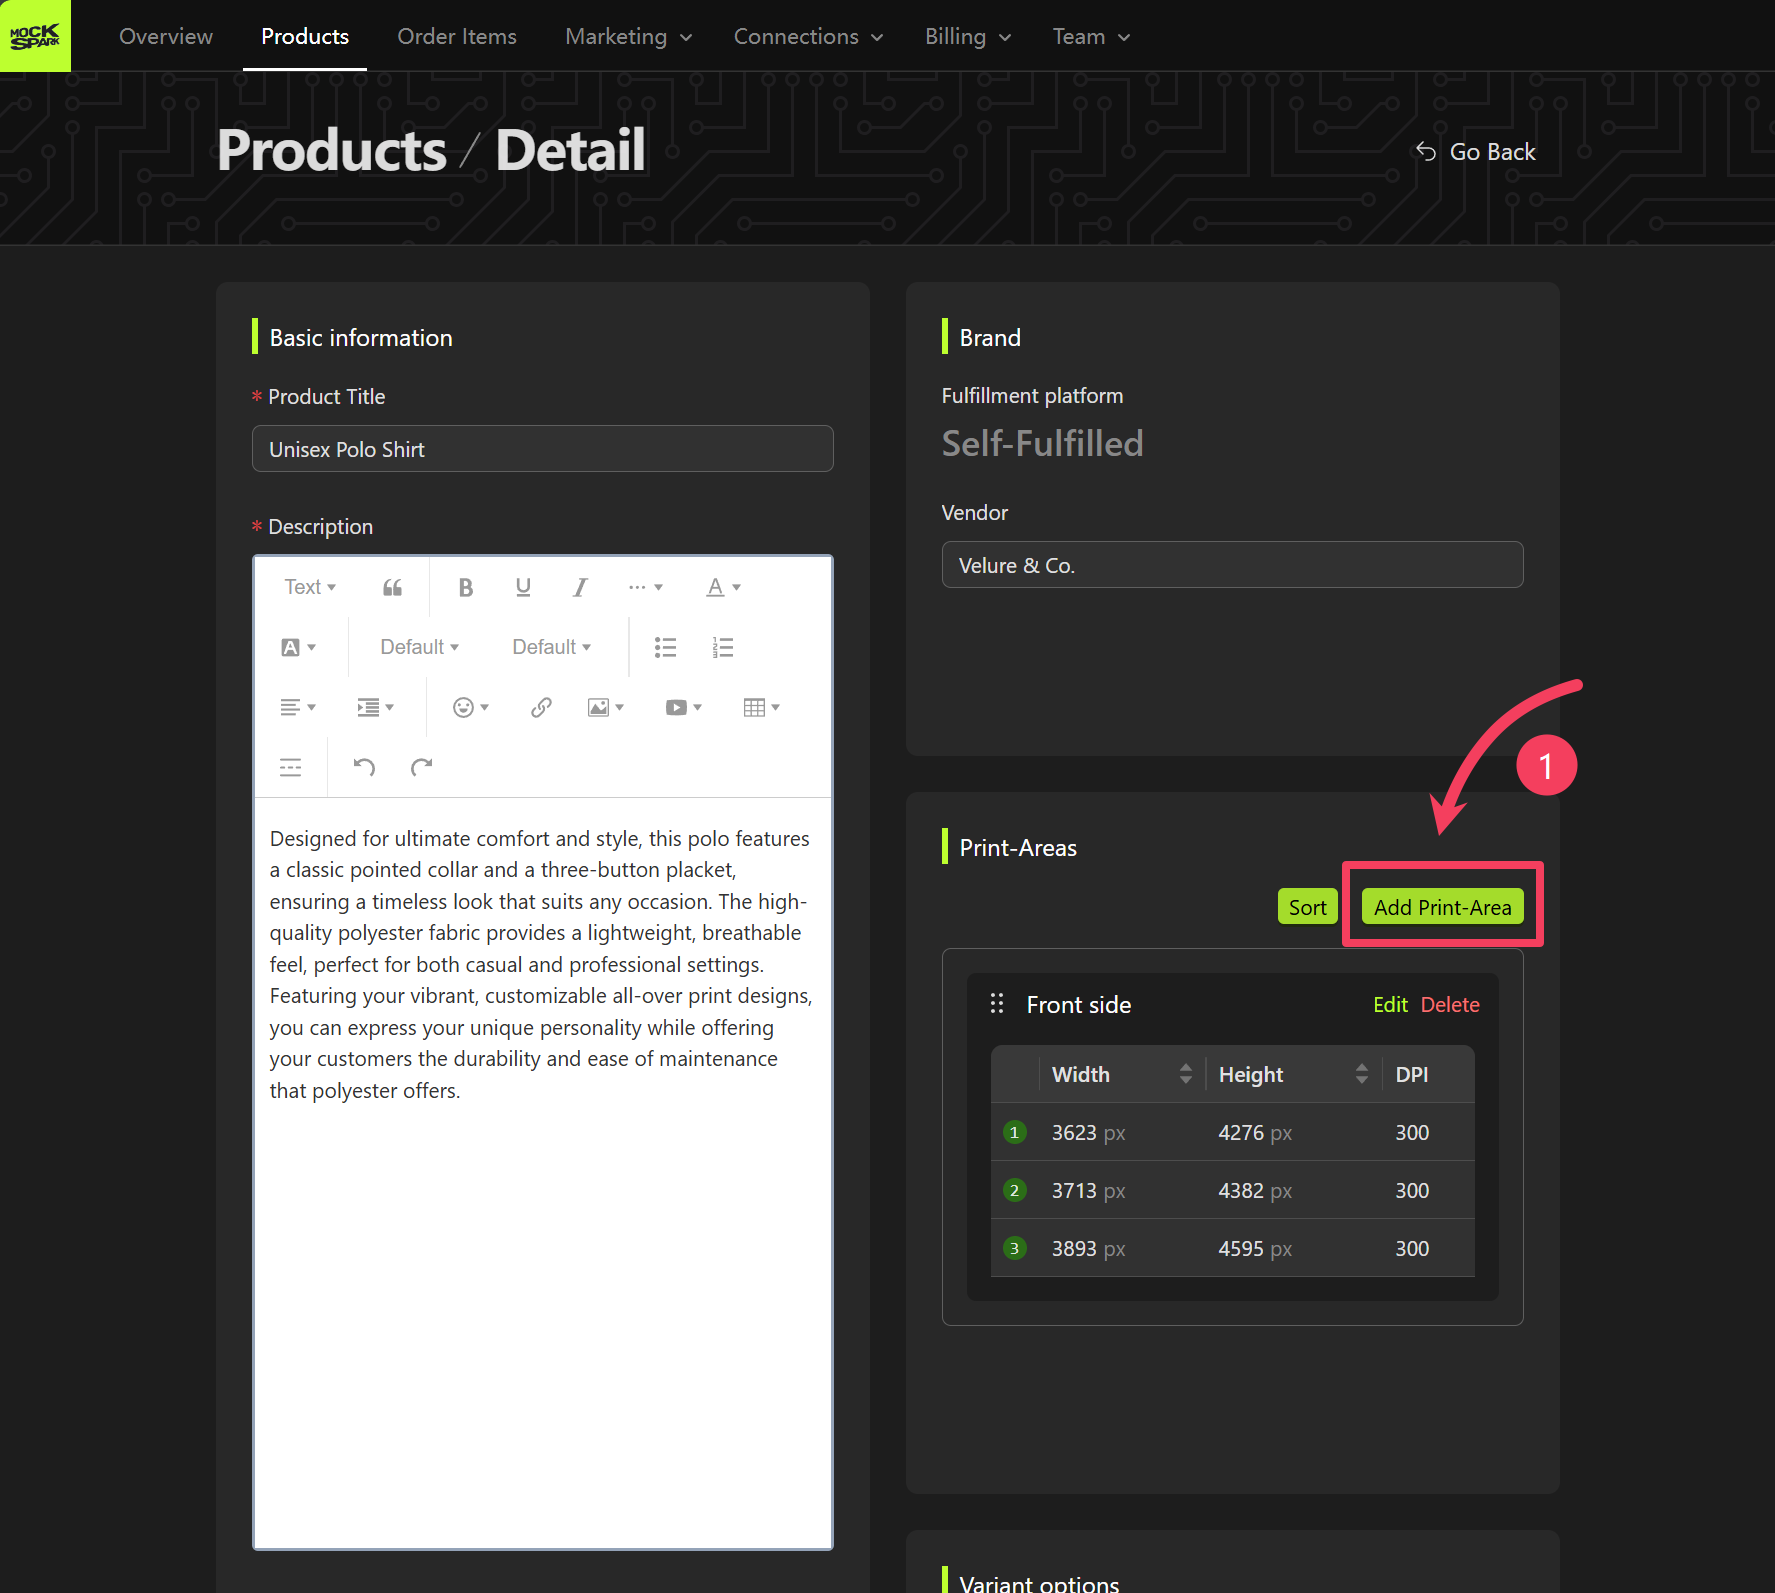 MOCK
SPARK
Overview
Products
Order Items
Marketing
Connections
Billing
Team
Products / Detail
Go Back
Basic information
* Product Title
Unisex Polo Shirt
* Description
Text
B
U
I
A
A
Default
Default
Designed for ultimate comfort and style, this polo features
a classic pointed collar and a three-button placket,
ensuring a timeless look that suits any occasion. The high-
quality polyester fabric provides a lightweight, breathable
feel, perfect for both casual and professional settings.
Featuring your vibrant, customizable all-over print designs,
you can express your unique personality while offering
your customers the durability and ease of maintenance
that polyester offers.
Brand
Fulfillment platform
Self-Fulfilled
Vendor
Velure & Co.
1
Print-Areas
Sort
Add Print-Area
Front side
Edit
Delete
Width
Height
DPI
1 3623 px 4276 px 300
2 3713 px 4382 px 300
3 3893 px 4595 px 300
Variant options